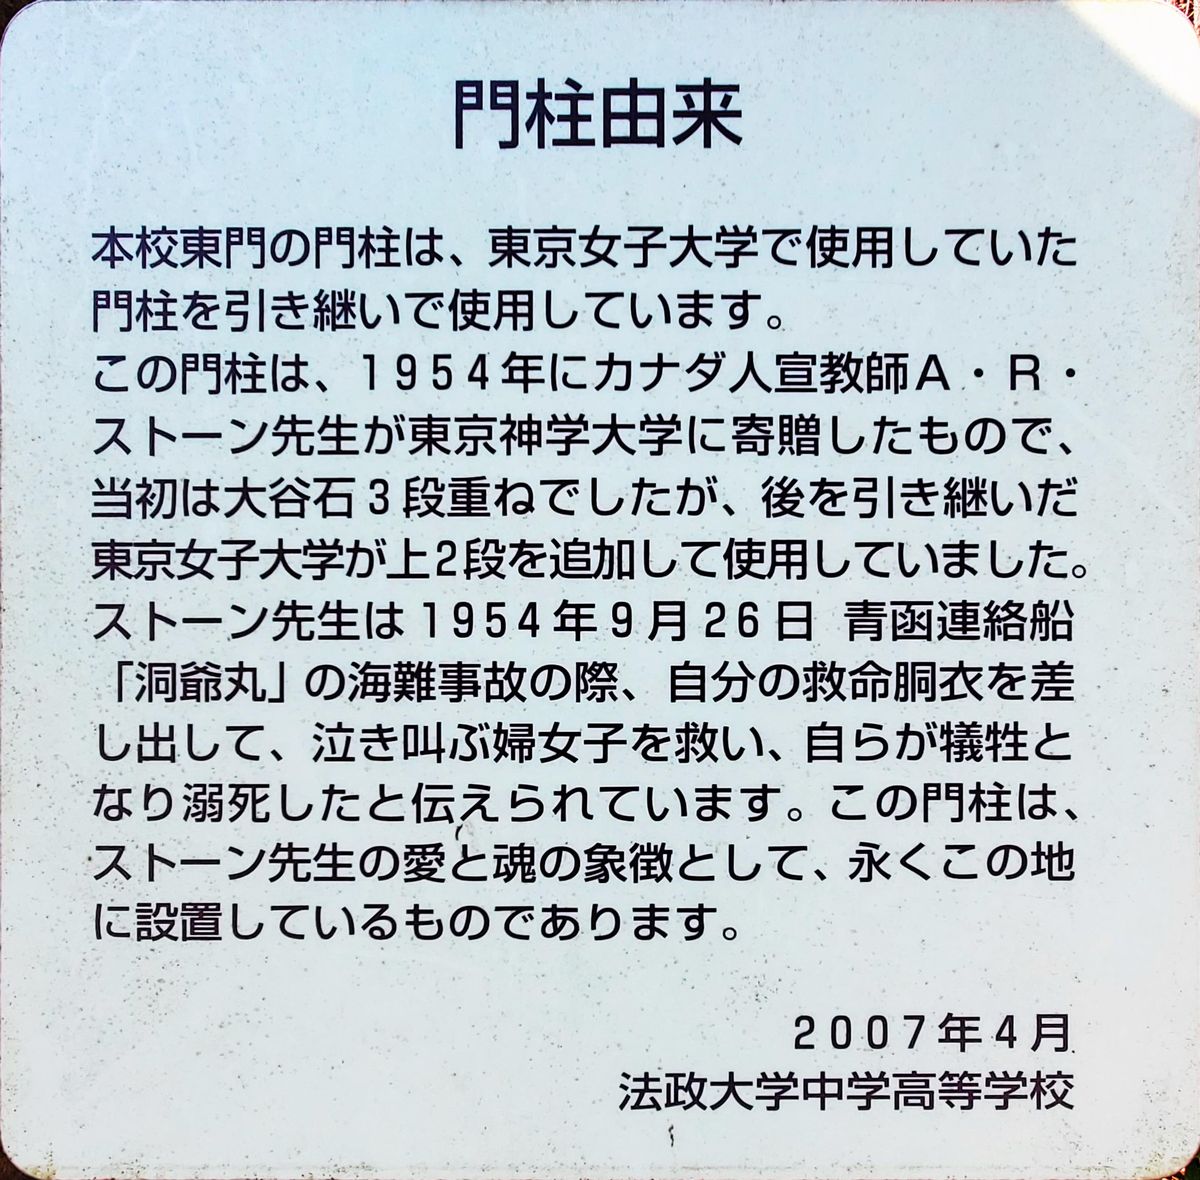 門柱由来
本校東門の門柱は、東京女子大学で使用していた
門柱を引き継いで使用しています。
この門柱は、1954年にカナダ人宣教師A・R・
ストーン先生が東京神学大学に寄贈したもので、
当初は大谷石3段重ねでしたが、後を引き継いだ
東京女子大学が上2段を追加して使用していました。
ストーン先生は1954年9月26日 青函連絡船
「洞爺丸」の海難事故の際、自分の救命胴衣を差
し出して、泣き叫ぶ婦女子を救い、自らが犠牲と
なり溺死したと伝えられています。この門柱は、
ストーン先生の愛と魂の象徴として、永くこの地
に設置しているものであります。
2007年4月
法政大学中学高等学校